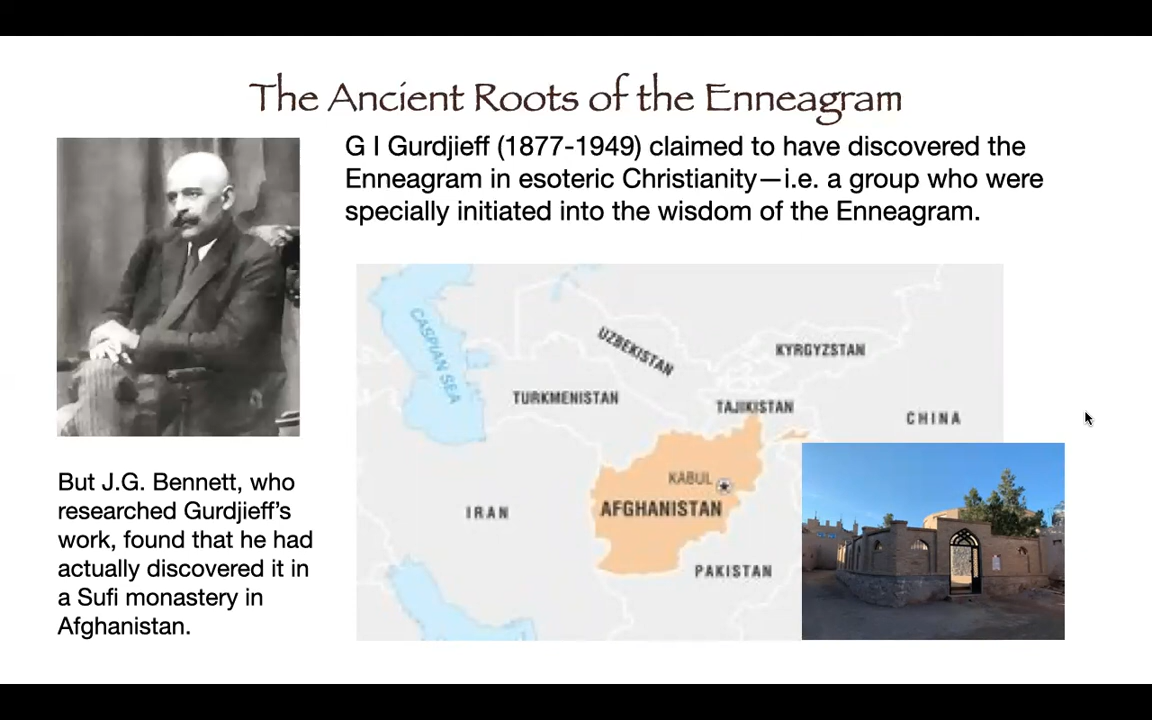 The Ancient Roots of the Enneagram
G I Gurdjieff (1877-1949) claimed to have discovered the
Enneagram in esoteric Christianity—i.e. a group who were
specially initiated into the wisdom of the Enneagram.
CASPIAN SEA
UZBEKISTAN
KYRGYZSTAN
TURKMENISTAN
TAJIKISTAN
CHINA
KABUL
AFGHANISTAN
IRAN
PAKISTAN
But J.G. Bennett, who
researched Gurdjieff’s
work, found that he had
actually discovered it in
a Sufi monastery in
Afghanistan.